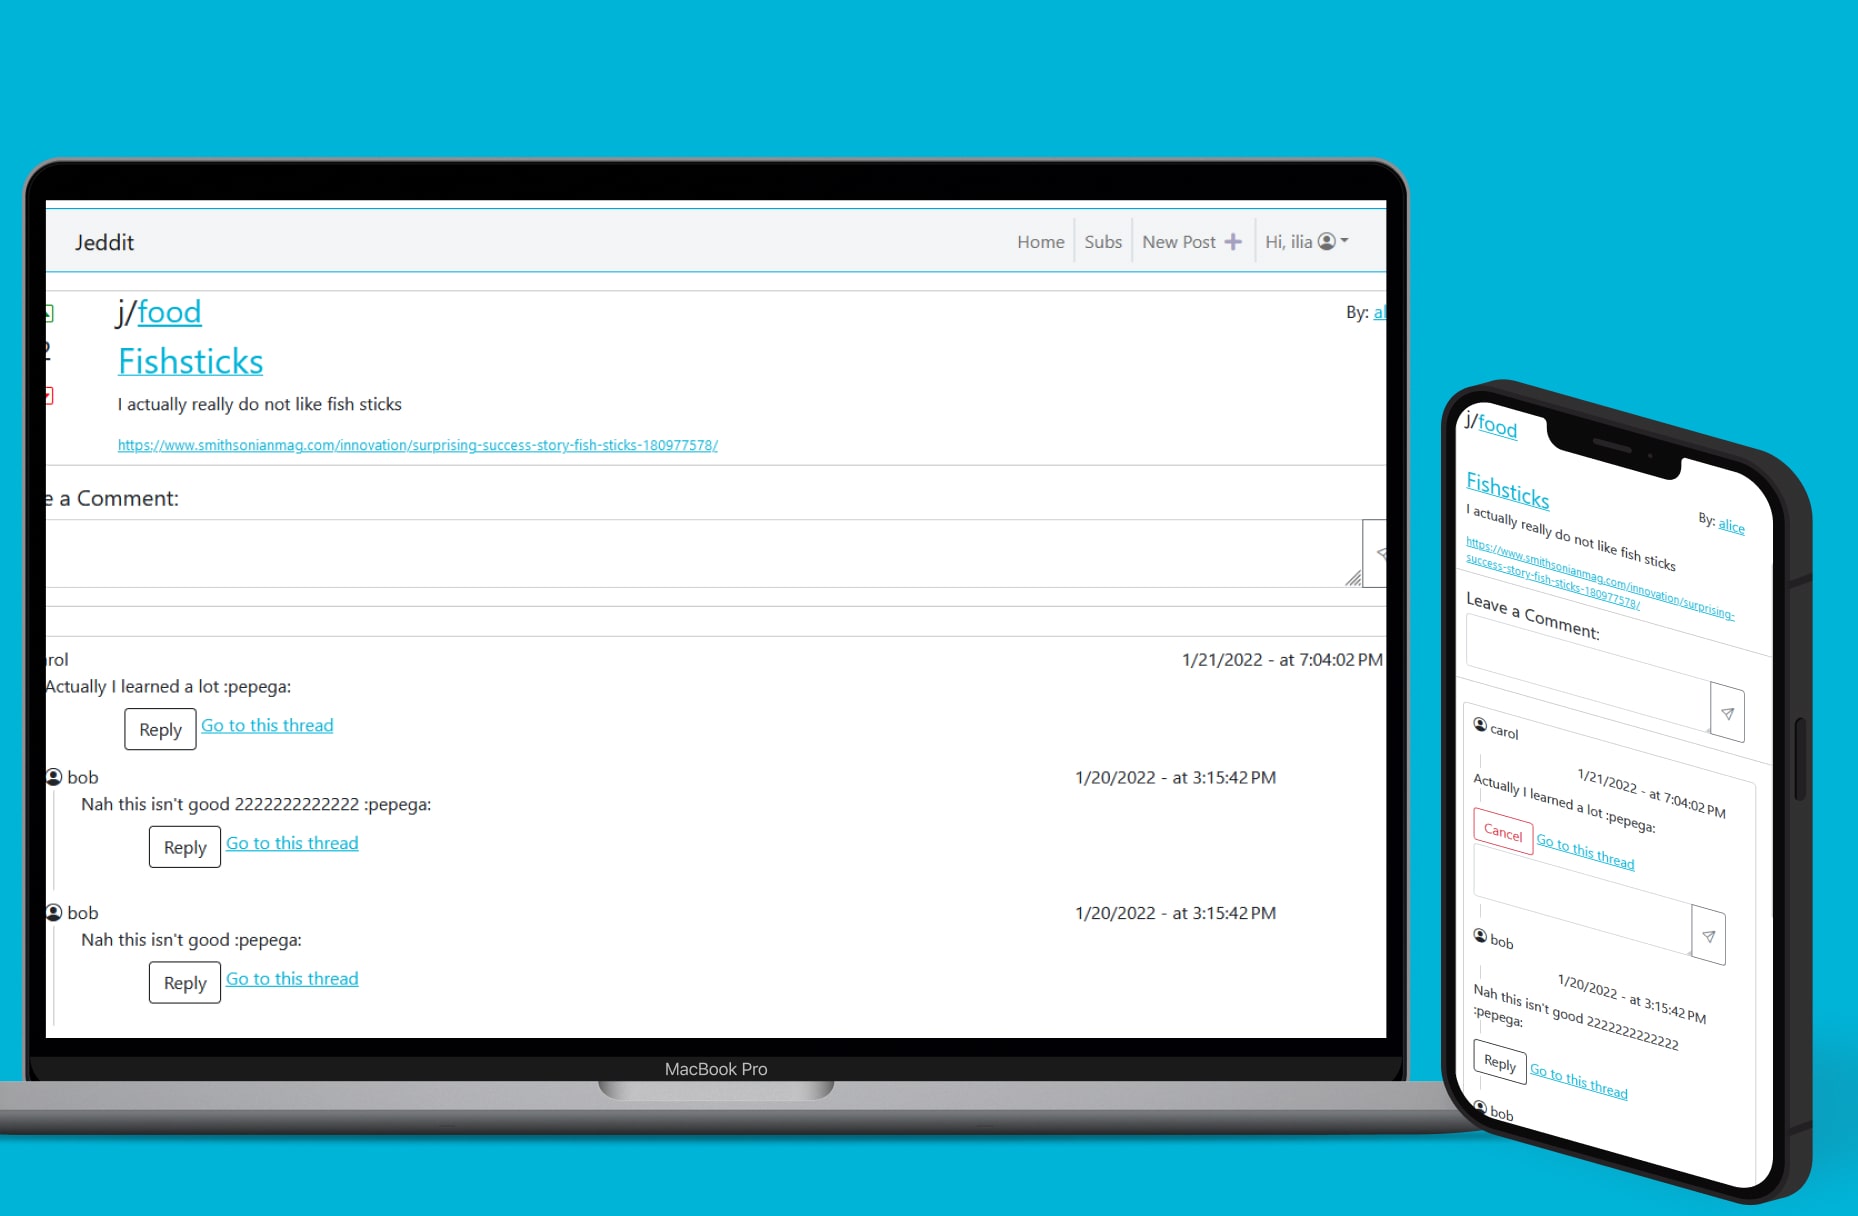 Jeddit
Home Subs New Post Hi, ilia
j/food
By: al
2
Fishsticks
I actually really do not like fish sticks
https://www.smithsonianmag.com/innovation/surprising-success-story-fish-sticks-180977578/
e a Comment:
rol
1/21/2022 - at 7:04:02 PM
Actually I learned a lot :pepega:
Reply Go to this thread
bob
1/20/2022 - at 3:15:42 PM
Nah this isn't good 2222222222222 :pepega:
Reply Go to this thread
bob
1/20/2022 - at 3:15:42 PM
Nah this isn't good :pepega:
Reply Go to this thread
MacBook Pro
j/food
Fishsticks
By: alice
I actually really do not like fish sticks
https://www.smithsonianmag.com/innovation/surprising-
success-story-fish-sticks-180977578/
Leave a Comment:
carol
1/21/2022 - at 7:04:02 PM
Actually I learned a lot :pepega:
Cancel Go to this thread
bob
1/20/2022 - at 3:15:42 PM
Nah this isn't good 2222222222222
:pepega:
Reply Go to this thread
bob